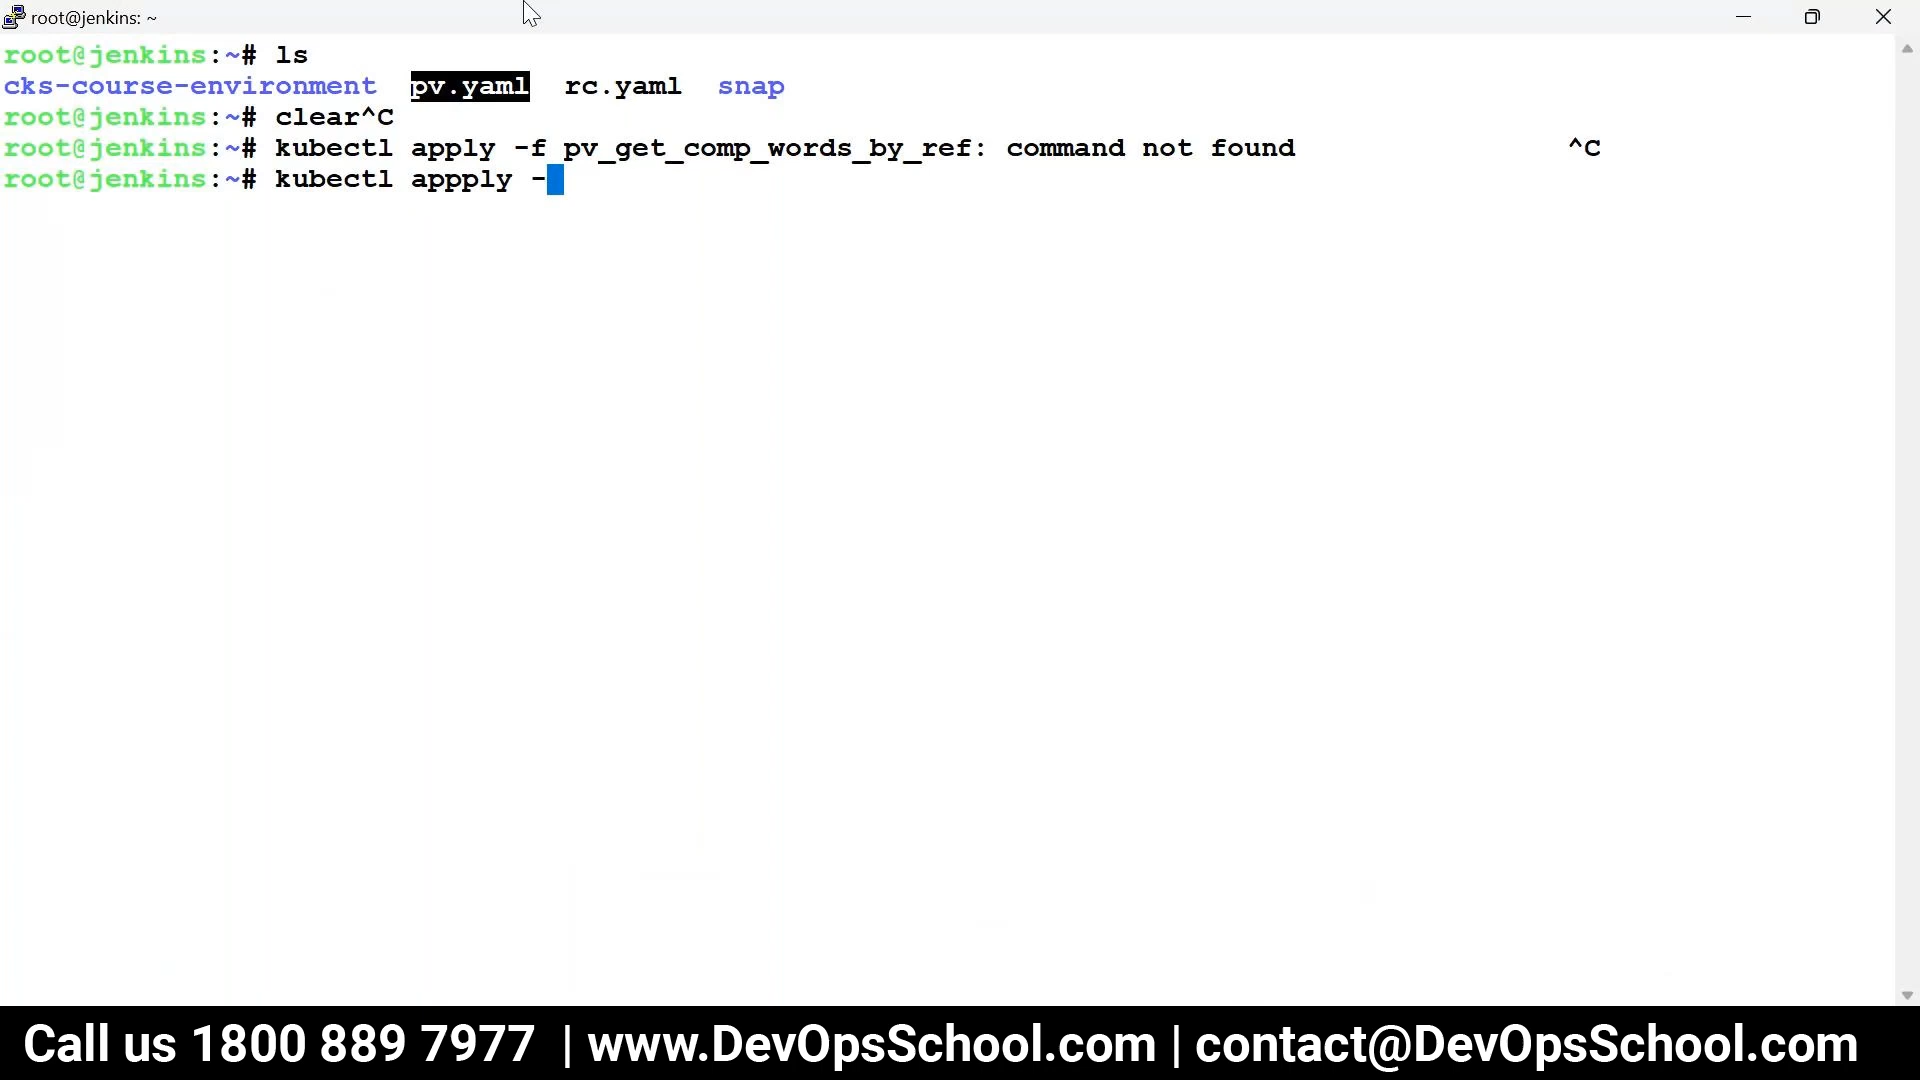 root@jenkins: ~
root@jenkins:~# ls
cks-course-environment  pv.yaml  rc.yaml  snap
root@jenkins:~# clear^C
root@jenkins:~# kubectl apply -f pv_get_comp_words_by_ref: command not found                ^C
root@jenkins:~# kubectl appply -
Call us 1800 889 7977 | www.DevOpsSchool.com | contact@DevOpsSchool.com